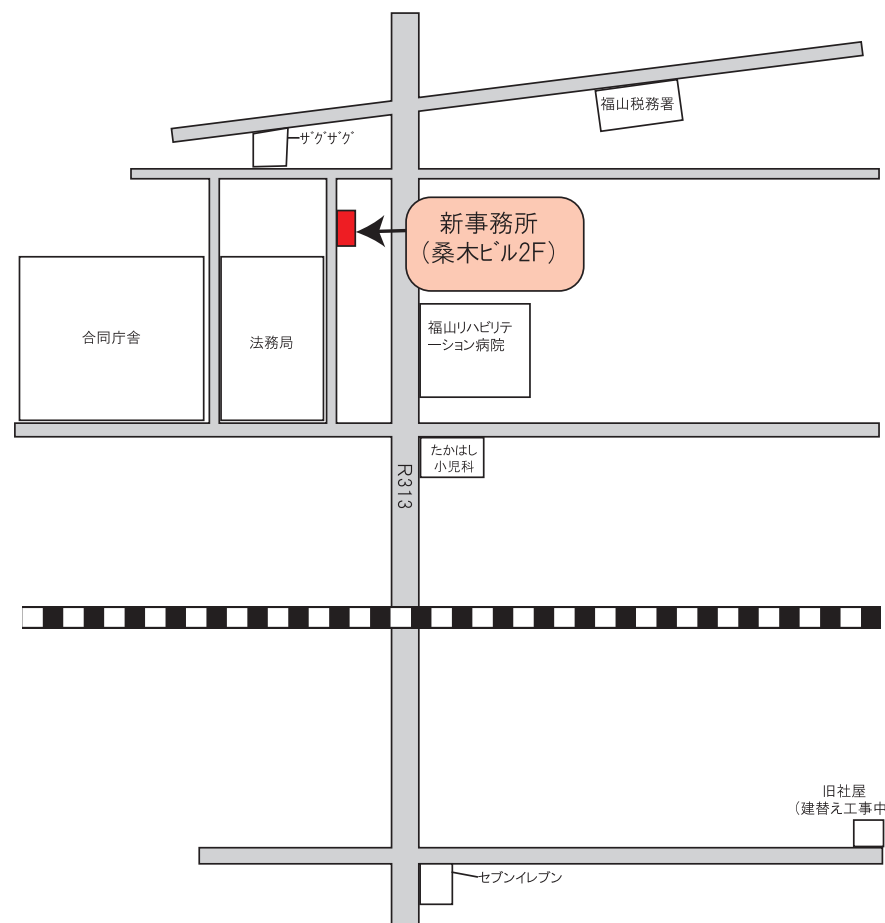 福山税務署
ｻﾞｸﾞｻﾞｸﾞ
新事務所
（桑木ﾋﾞﾙ2F）
合同庁舎
法務局
福山リハビリテ
ーション病院
たかはし
小児科
R313
旧社屋
（建替え工事中
セブンイレブン